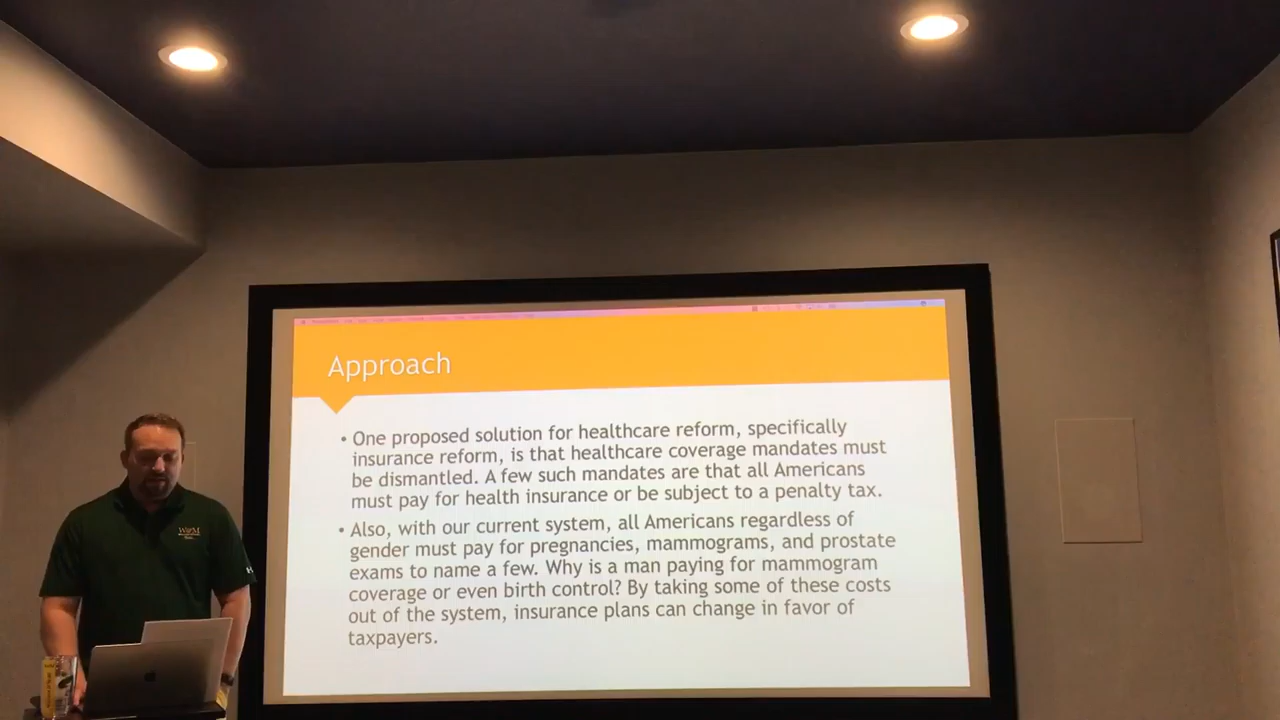 Approach
• One proposed solution for healthcare reform, specifically
insurance reform, is that healthcare coverage mandates must
be dismantled. A few such mandates are that all Americans
must pay for health insurance or be subject to a penalty tax.
• Also, with our current system, all Americans regardless of
gender must pay for pregnancies, mammograms, and prostate
exams to name a few. Why is a man paying for mammogram
coverage or even birth control? By taking some of these costs
out of the system, insurance plans can change in favor of
taxpayers.
W&M